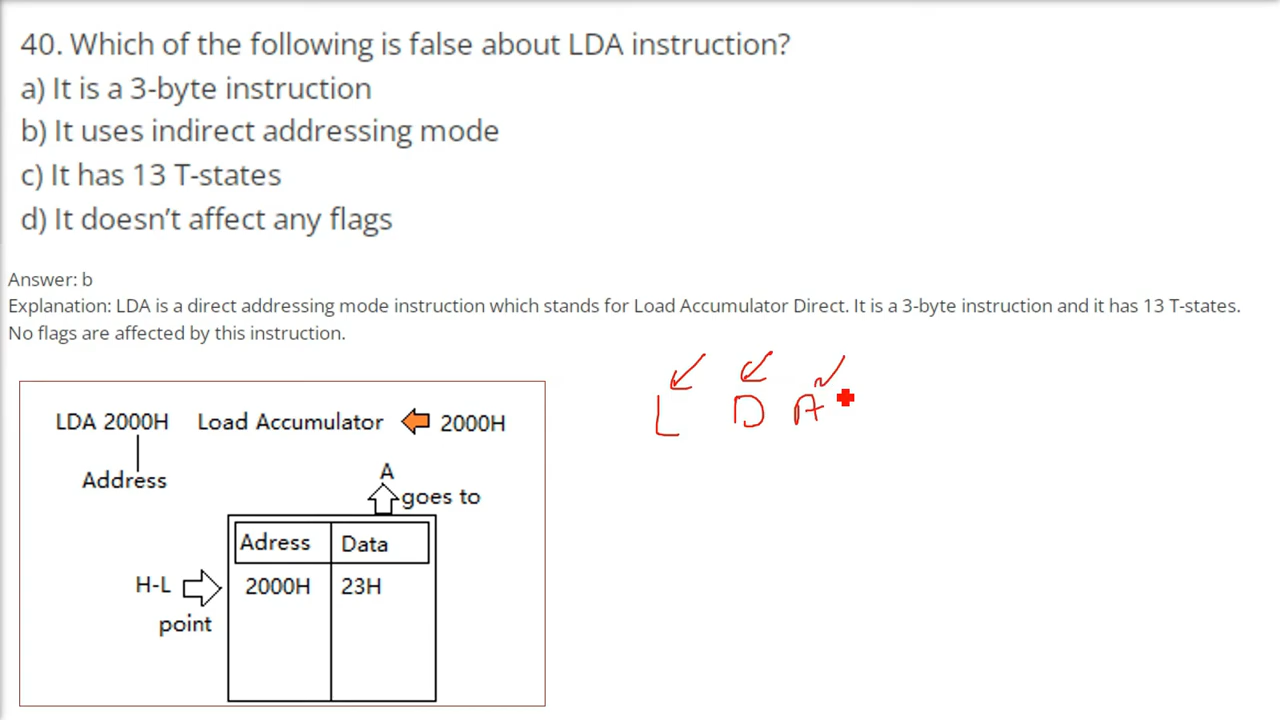 40. Which of the following is false about LDA instruction?
a) It is a 3-byte instruction
b) It uses indirect addressing mode
c) It has 13 T-states
d) It doesn’t affect any flags
Answer: b
Explanation: LDA is a direct addressing mode instruction which stands for Load Accumulator Direct. It is a 3-byte instruction and it has 13 T-states.
No flags are affected by this instruction.
L D A
LDA 2000H Load Accumulator 2000H
Address
A
goes to
Adress Data
H-L 2000H 23H
point